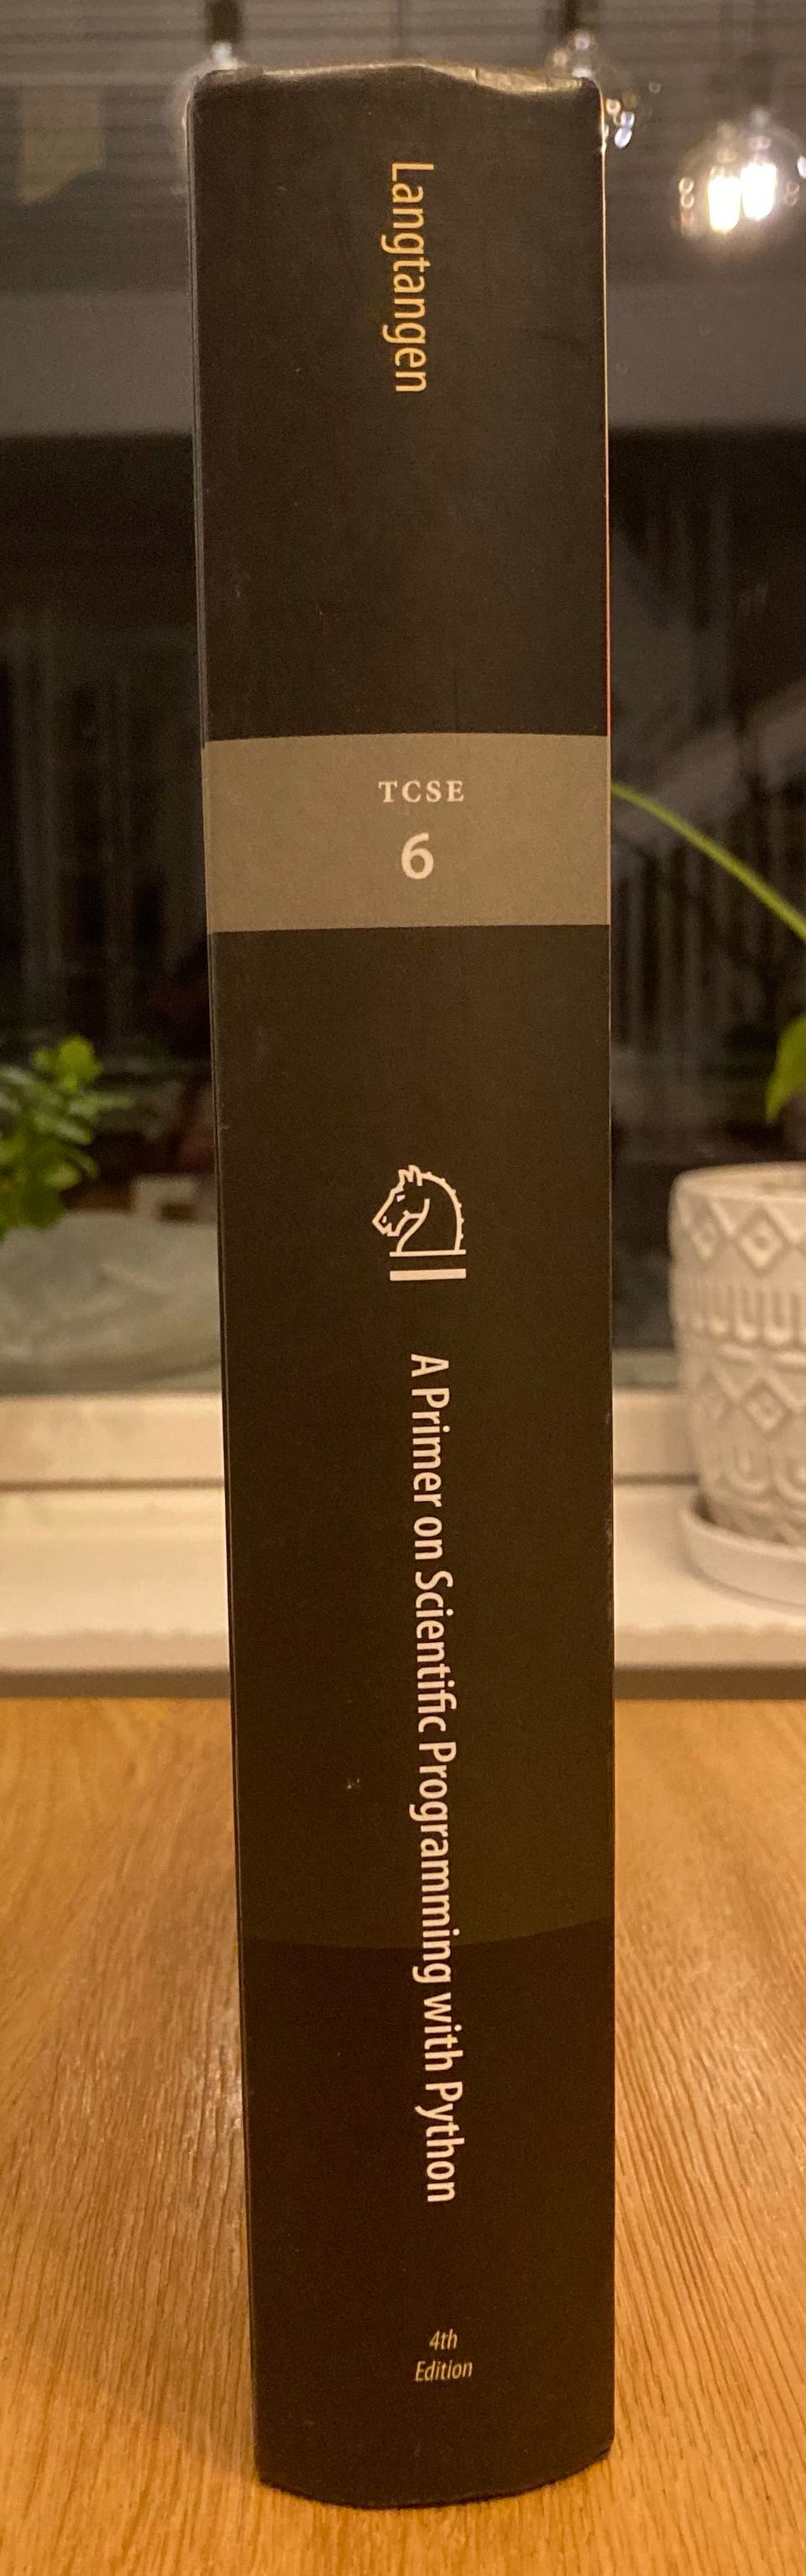 Langtangen
TCSE
6
A Primer on Scientific Programming with Python
4th
Edition